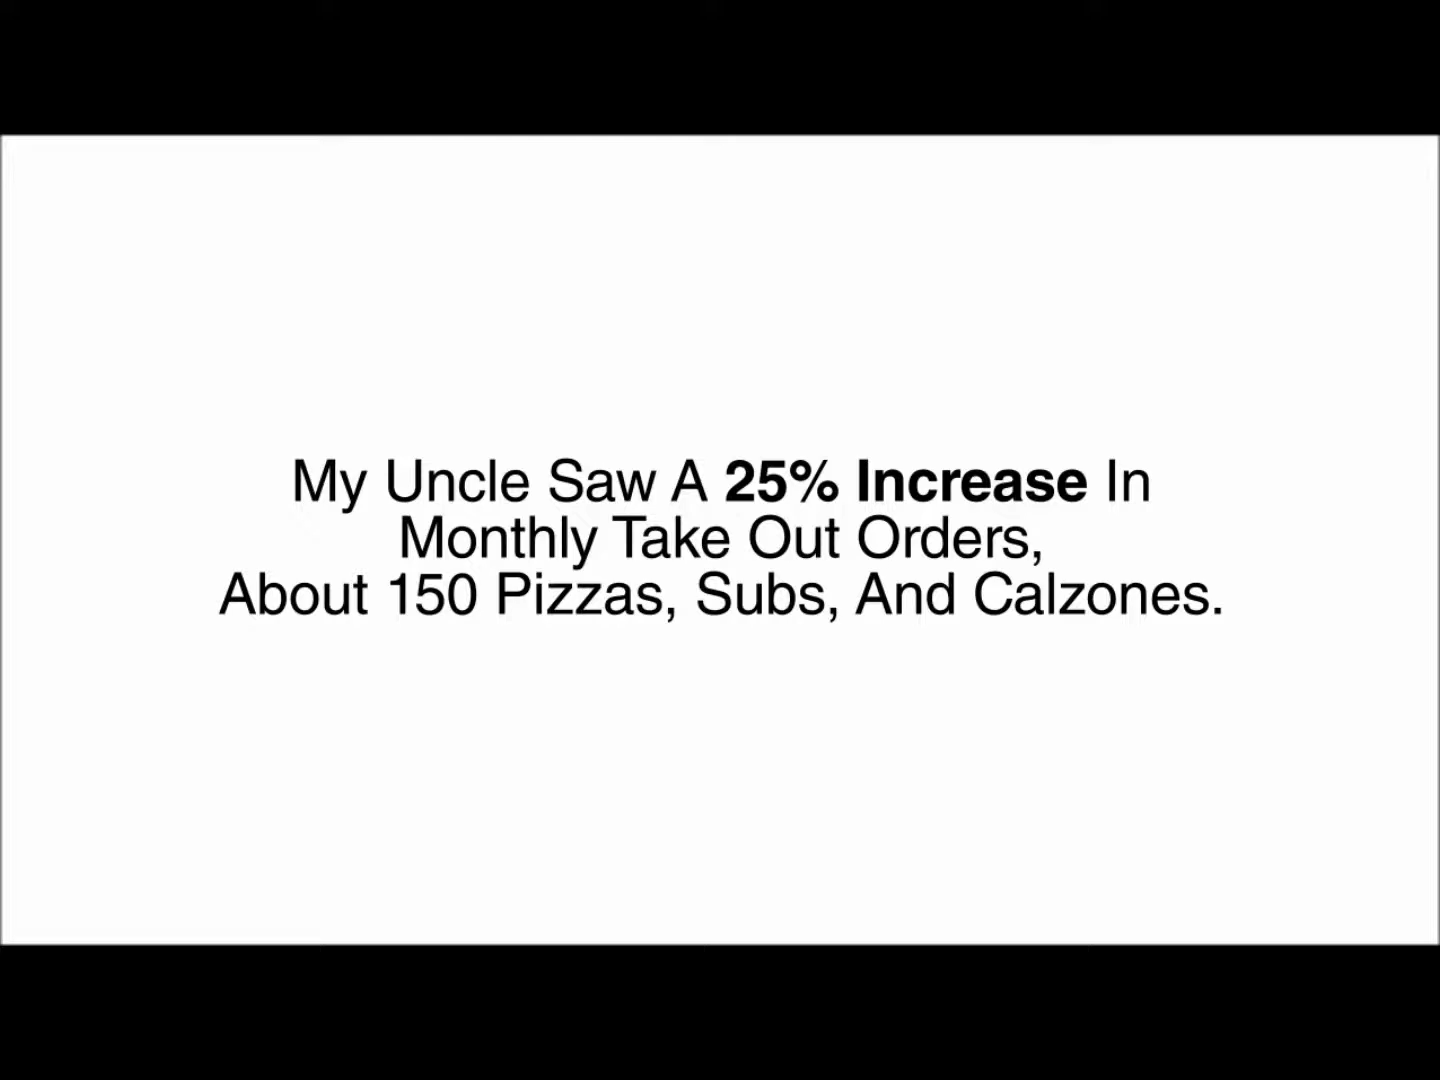 My Uncle Saw A 25% Increase In
Monthly Take Out Orders,
About 150 Pizzas, Subs, And Calzones.